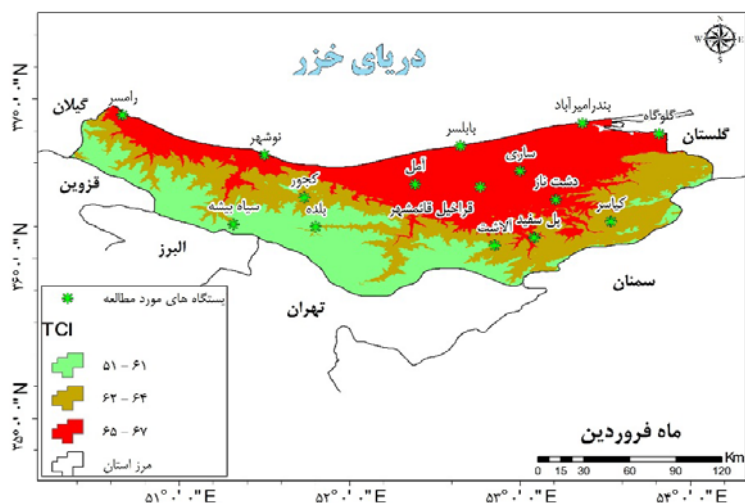 دریای خزر
N
W
E
S
گیلان
رامسر
نوشهر
بابلسر
بندرامیرآباد
گلوگاه
گلستان
قزوین
کجور
آمل
ساری
دشت ناز
قراخیل قائمشهر
سیاه بیشه
بلده
آلاشت
پل سفید
کیاسر
البرز
تهران
سمنان
یستگاه های مورد مطالعه
TCI
۵۱ - ۶۱
۶۲ - ۶۴
۶۵ - ۶۷
مرز استان
ماه فروردین
Km
0 15 30 60 90 120
۳۷°۰'۰"N
۳۶°۰'۰"N
۳۵°۰'۰"N
۵۱°۰'۰"E
۵۲°۰'۰"E
۵۳°۰'۰"E
۵۴°۰'۰"E